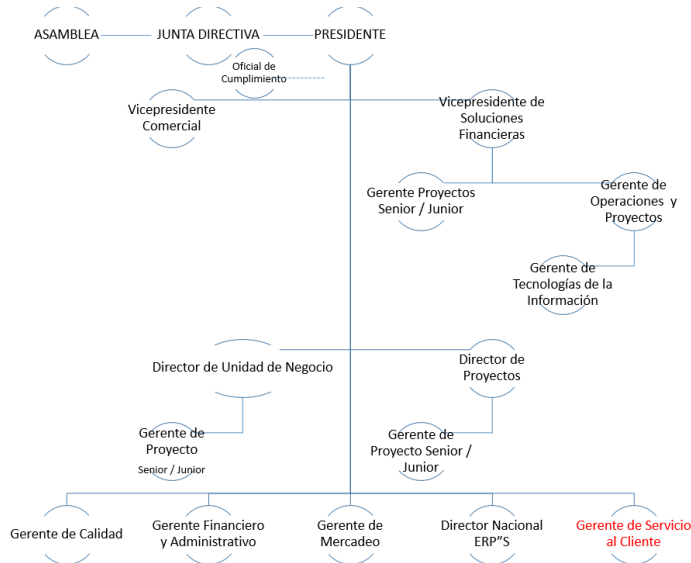 ASAMBLEA
JUNTA DIRECTIVA
PRESIDENTE
Oficial de
Cumplimiento
Vicepresidente
Comercial
Vicepresidente de
Soluciones
Financieras
Gerente Proyectos
Senior / Junior
Gerente de
Operaciones y
Proyectos
Gerente de
Tecnologías de la
Información
Director de Unidad de Negocio
Director de
Proyectos
Gerente de
Proyecto
Senior / Junior
Gerente de
Proyecto Senior /
Junior
Gerente de Calidad
Gerente Financiero
y Administrativo
Gerente de
Mercadeo
Director Nacional
ERP”S
Gerente de Servicio
al Cliente